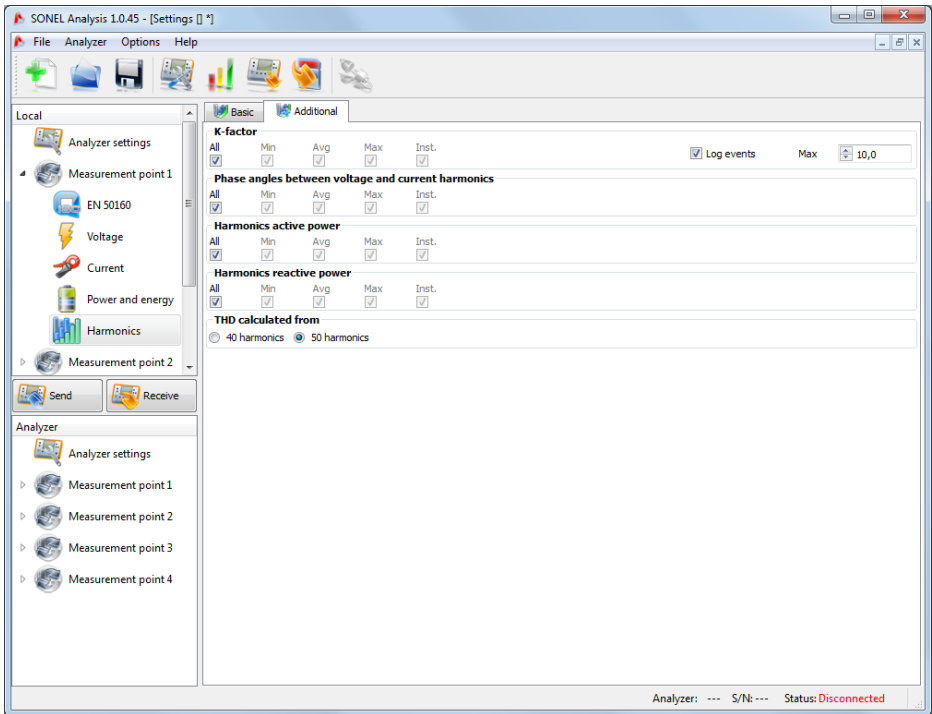 SONEL Analysis 1.0.45 - [Settings [] *]
File Analyzer Options Help
Local
Analyzer settings
Measurement point 1
EN 50160
Voltage
Current
Power and energy
Harmonics
Measurement point 2
Send Receive
Analyzer
Analyzer settings
Measurement point 1
Measurement point 2
Measurement point 3
Measurement point 4
Basic Additional
K-factor
All Min Avg Max Inst.
Log events Max 10,0
Phase angles between voltage and current harmonics
All Min Avg Max Inst.
Harmonics active power
All Min Avg Max Inst.
Harmonics reactive power
All Min Avg Max Inst.
THD calculated from
40 harmonics 50 harmonics
Analyzer: --- S/N: --- Status: Disconnected